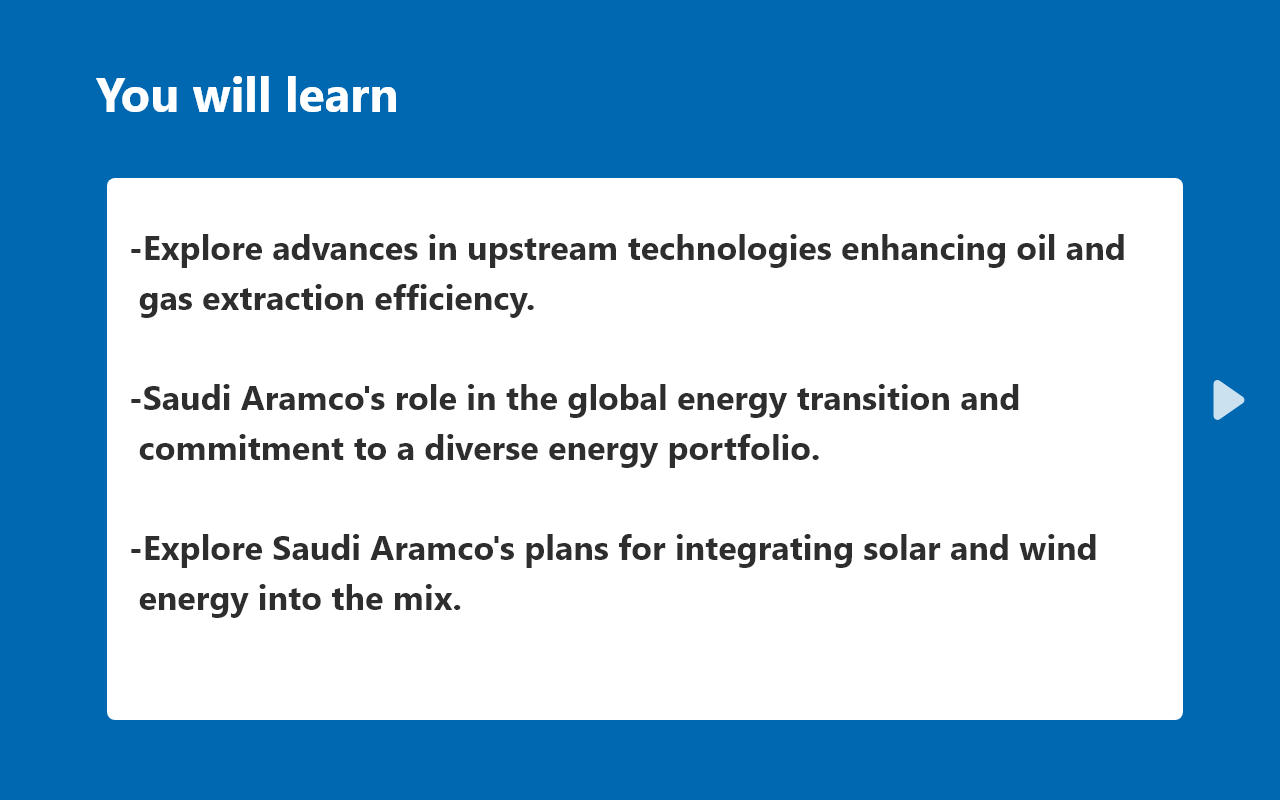 You will learn
-Explore advances in upstream technologies enhancing oil and
gas extraction efficiency.
-Saudi Aramco's role in the global energy transition and
commitment to a diverse energy portfolio.
-Explore Saudi Aramco's plans for integrating solar and wind
energy into the mix.